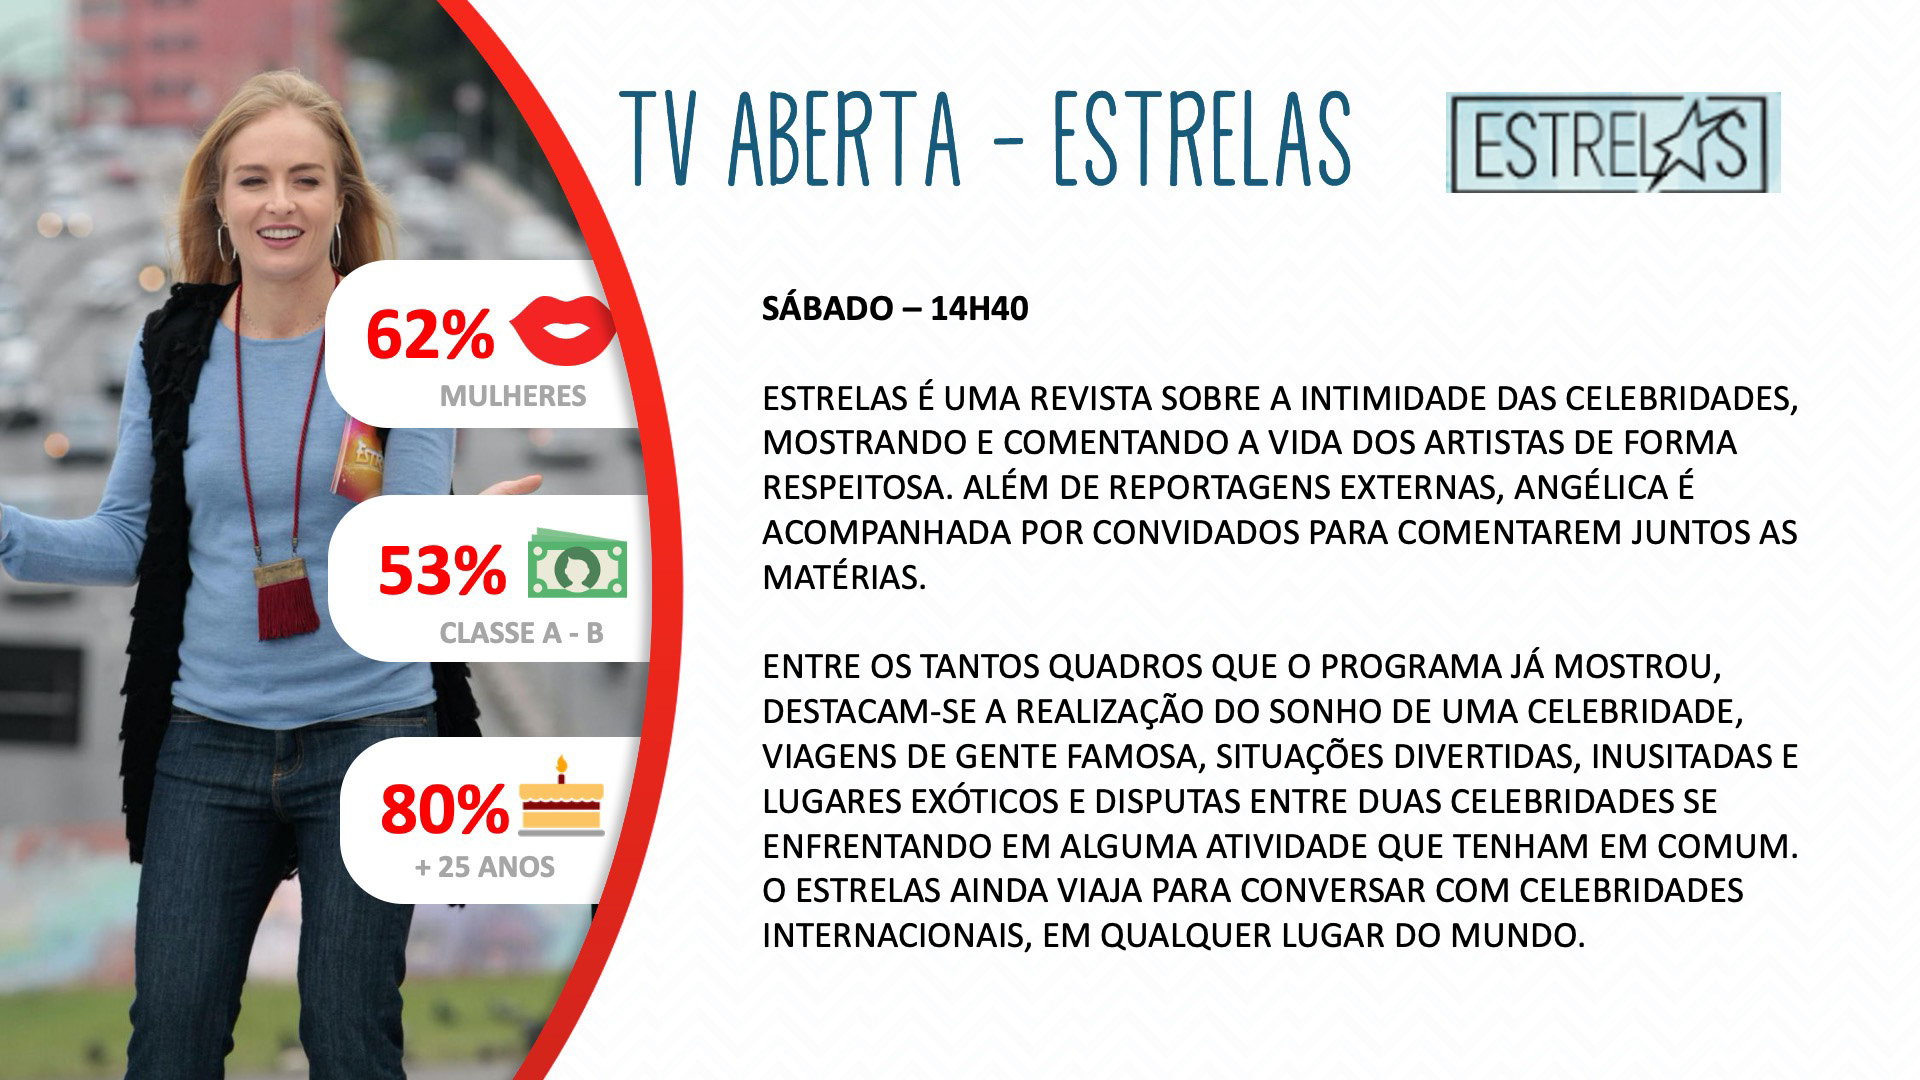 TV ABERTA - ESTRELAS
ESTRELAS
62%
MULHERES
53%
CLASSE A - B
80%
+ 25 ANOS
SÁBADO – 14H40
ESTRELAS É UMA REVISTA SOBRE A INTIMIDADE DAS CELEBRIDADES,
MOSTRANDO E COMENTANDO A VIDA DOS ARTISTAS DE FORMA
RESPEITOSA. ALÉM DE REPORTAGENS EXTERNAS, ANGÉLICA É
ACOMPANHADA POR CONVIDADOS PARA COMENTAREM JUNTOS AS
MATÉRIAS.
ENTRE OS TANTOS QUADROS QUE O PROGRAMA JÁ MOSTROU,
DESTACAM-SE A REALIZAÇÃO DO SONHO DE UMA CELEBRIDADE,
VIAGENS DE GENTE FAMOSA, SITUAÇÕES DIVERTIDAS, INUSITADAS E
LUGARES EXÓTICOS E DISPUTAS ENTRE DUAS CELEBRIDADES SE
ENFRENTANDO EM ALGUMA ATIVIDADE QUE TENHAM EM COMUM.
O ESTRELAS AINDA VIAJA PARA CONVERSAR COM CELEBRIDADES
INTERNACIONAIS, EM QUALQUER LUGAR DO MUNDO.